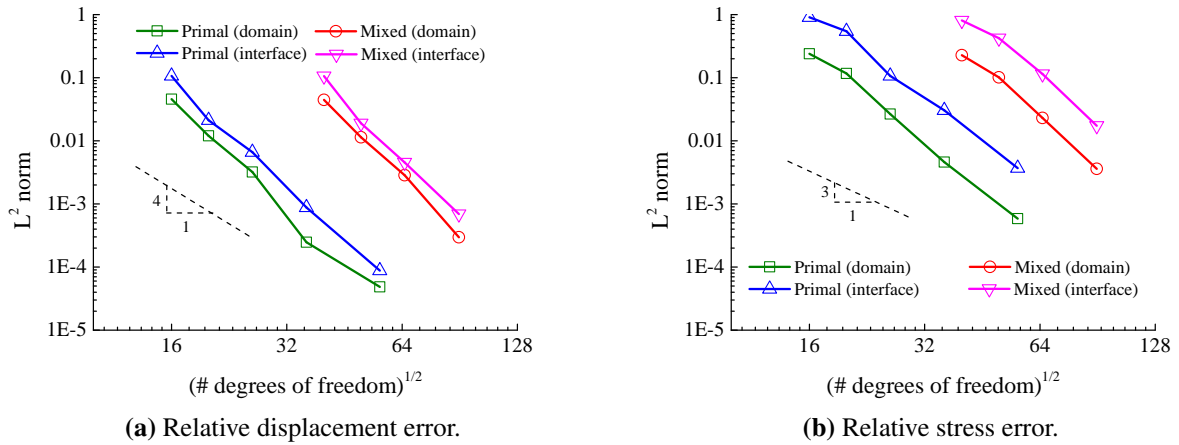 1
0.1
0.01
1E-3
1E-4
1E-5
L² norm
Primal (domain)
Mixed (domain)
Primal (interface)
Mixed (interface)
4
1
16
32
64
128
(# degrees of freedom)^1/2
(a) Relative displacement error.
1
0.1
0.01
1E-3
1E-4
1E-5
L² norm
3
1
Primal (domain)
Mixed (domain)
Primal (interface)
Mixed (interface)
16
32
64
128
(# degrees of freedom)^1/2
(b) Relative stress error.